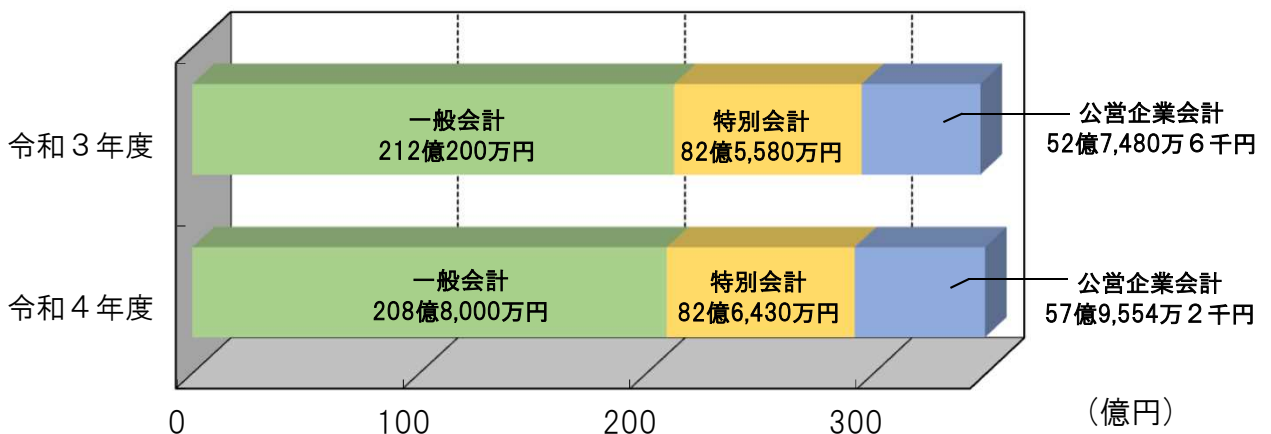 令和３年度
一般会計
212億200万円
特別会計
82億5,580万円
公営企業会計
52億7,480万６千円
令和４年度
一般会計
208億8,000万円
特別会計
82億6,430万円
公営企業会計
57億9,554万２千円
0 100 200 300 （億円）